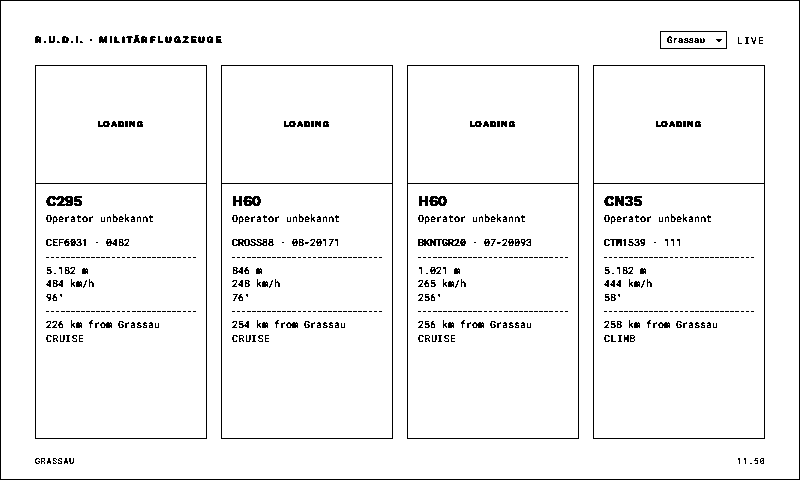 R.U.D.I. · MILITÄRFLUGZEUGE
Grassau
LIVE
LOADING
C295
Operator unbekannt
CEF6031 · 0482
5.182 m
484 km/h
96°
226 km from Grassau
CRUISE
LOADING
H60
Operator unbekannt
CROSS88 · 08-20171
846 m
248 km/h
76°
254 km from Grassau
CRUISE
LOADING
H60
Operator unbekannt
BKNTGR20 · 07-20093
1.021 m
265 km/h
256°
256 km from Grassau
CRUISE
LOADING
CN35
Operator unbekannt
CTM1539 · 111
5.182 m
444 km/h
58°
258 km from Grassau
CLIMB
GRASSAU
11.50